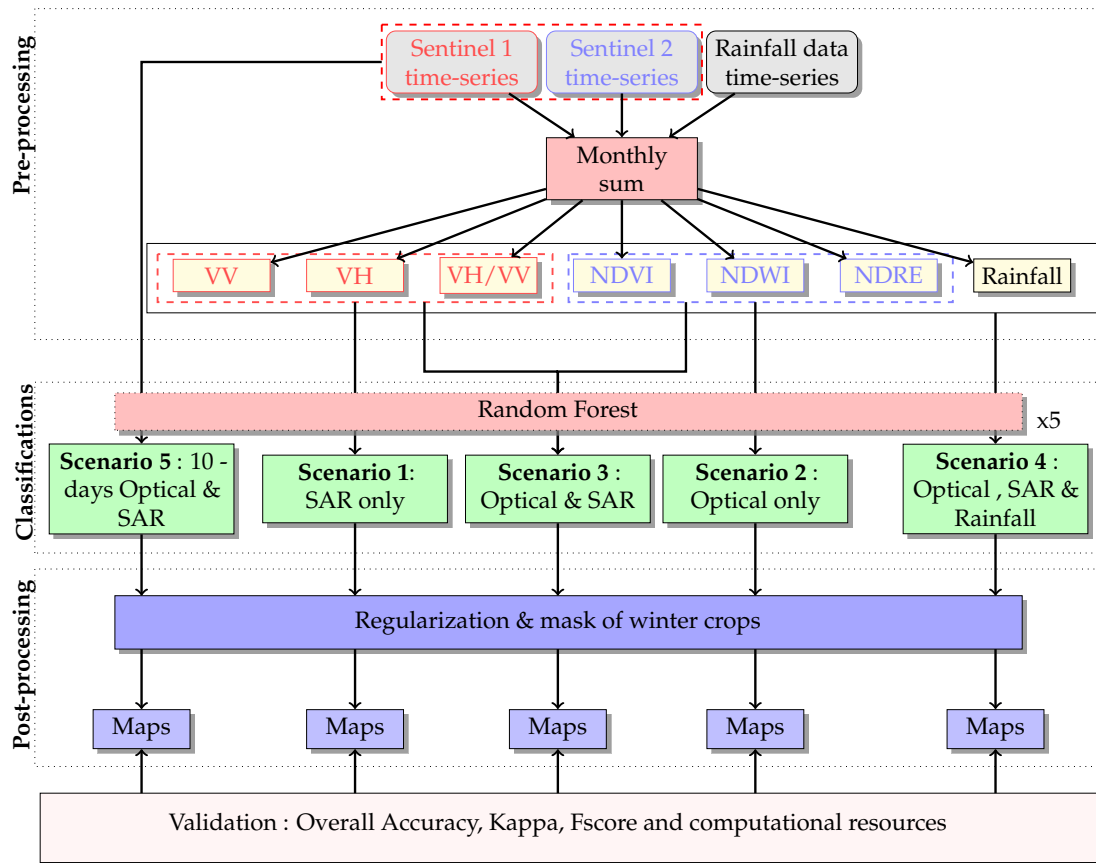 Pre-processing
Sentinel 1
time-series
Sentinel 2
time-series
Rainfall data
time-series
Monthly
sum
VV
VH
VH/VV
NDVI
NDWI
NDRE
Rainfall
Classifications
Random Forest
x5
Scenario 5 : 10 -
days Optical &
SAR
Scenario 1:
SAR only
Scenario 3 :
Optical & SAR
Scenario 2 :
Optical only
Scenario 4 :
Optical , SAR &
Rainfall
Post-processing
Regularization & mask of winter crops
Maps
Maps
Maps
Maps
Maps
Validation : Overall Accuracy, Kappa, Fscore and computational resources